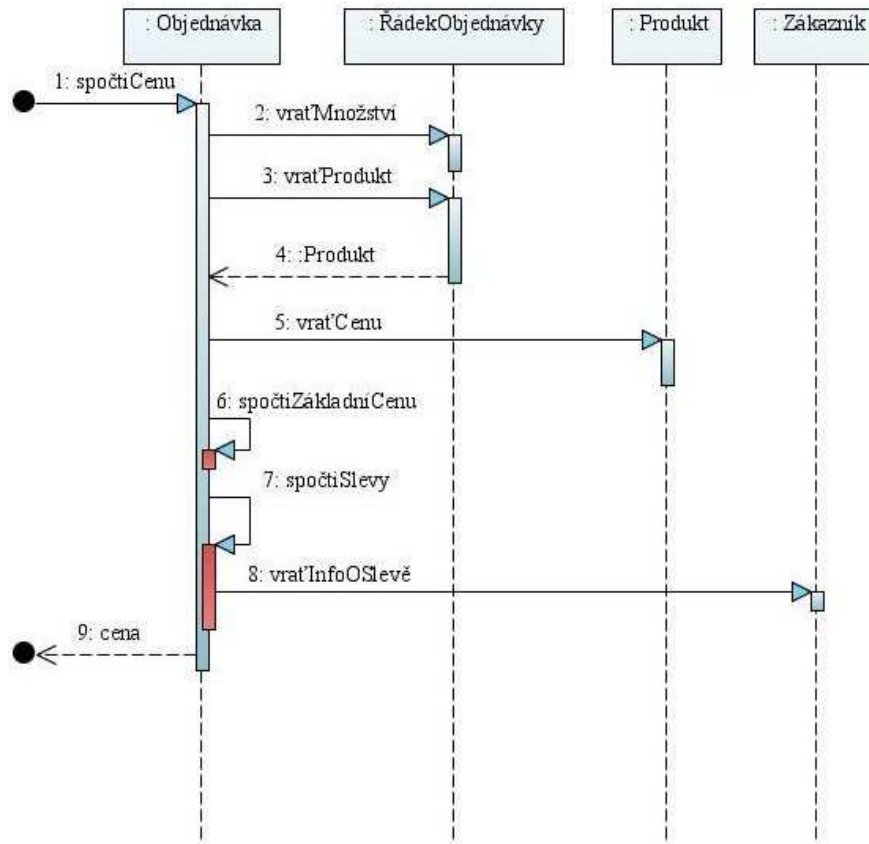 : Objednávka
: ŘádekObjednávky
: Produkt
: Zákazník
1: spočtiCenu
2: vraťMnožství
3: vraťProdukt
4: :Produkt
5: vraťCenu
6: spočtiZákladníCenu
7: spočtiSlevy
8: vraťInfoOSlevě
9: cena